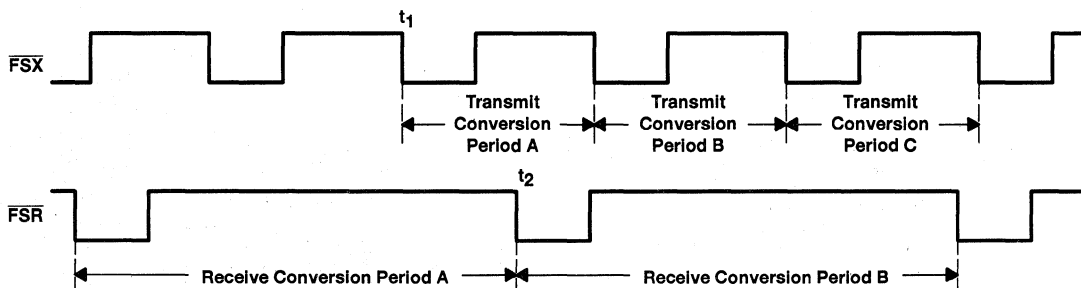 t1
FSX
Transmit
Conversion
Period A
Transmit
Conversion
Period B
Transmit
Conversion
Period C
t2
FSR
Receive Conversion Period A
Receive Conversion Period B